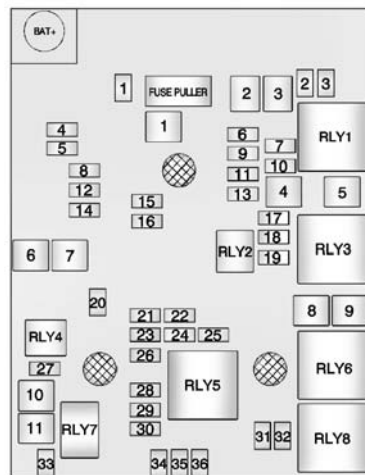 BAT+
1 FUSE PULLER 2 3 2 3
1
4 6 RLY1
5 9 7
8 11 10
12 13 4 5
14 15
16 17
RLY2 18 RLY3
6 7 19
20 8 9
21 22
RLY4 23 24 25
26 RLY6
27 RLY5
10 28
11 RLY7 29 RLY8
30 31 32
33 34 35 36